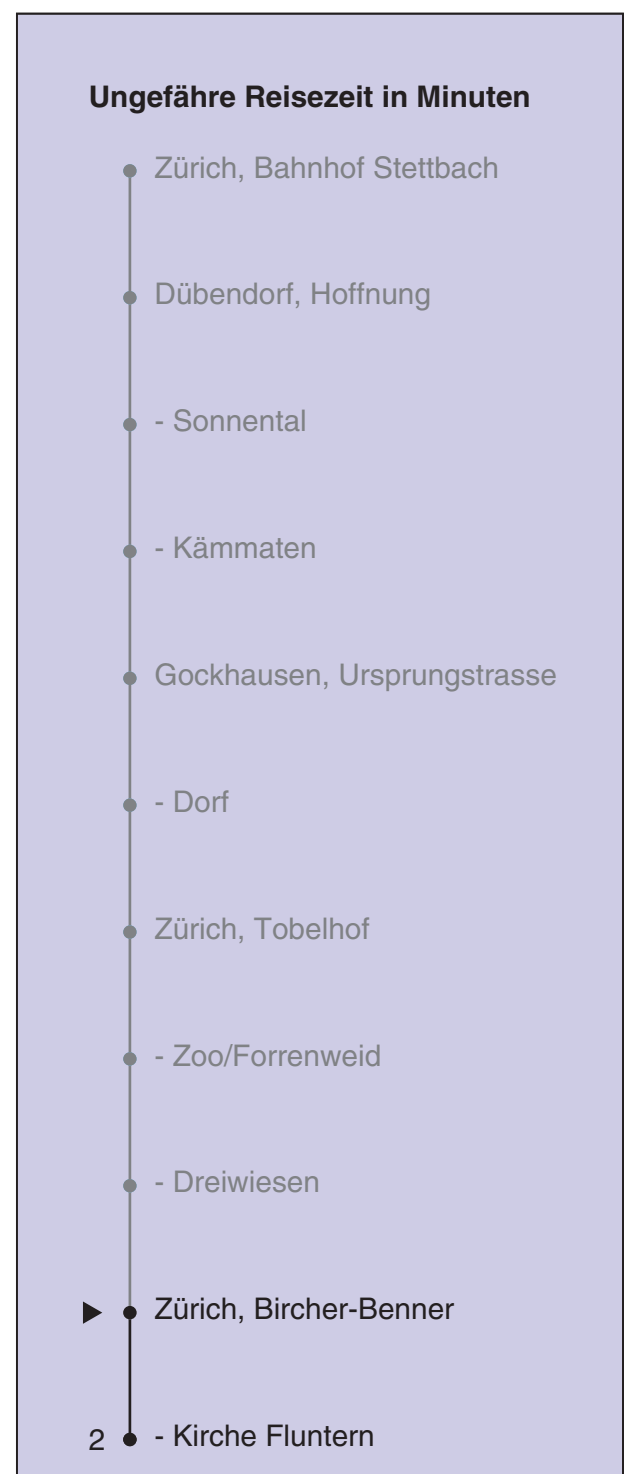 Ungefähre Reisezeit in Minuten
Zürich, Bahnhof Stettbach
Dübendorf, Hoffnung
- Sonnental
- Kämmaten
Gockhausen, Ursprungstrasse
- Dorf
Zürich, Tobelhof
- Zoo/Forrenweid
- Dreiwiesen
Zürich, Bircher-Benner
2 - Kirche Fluntern